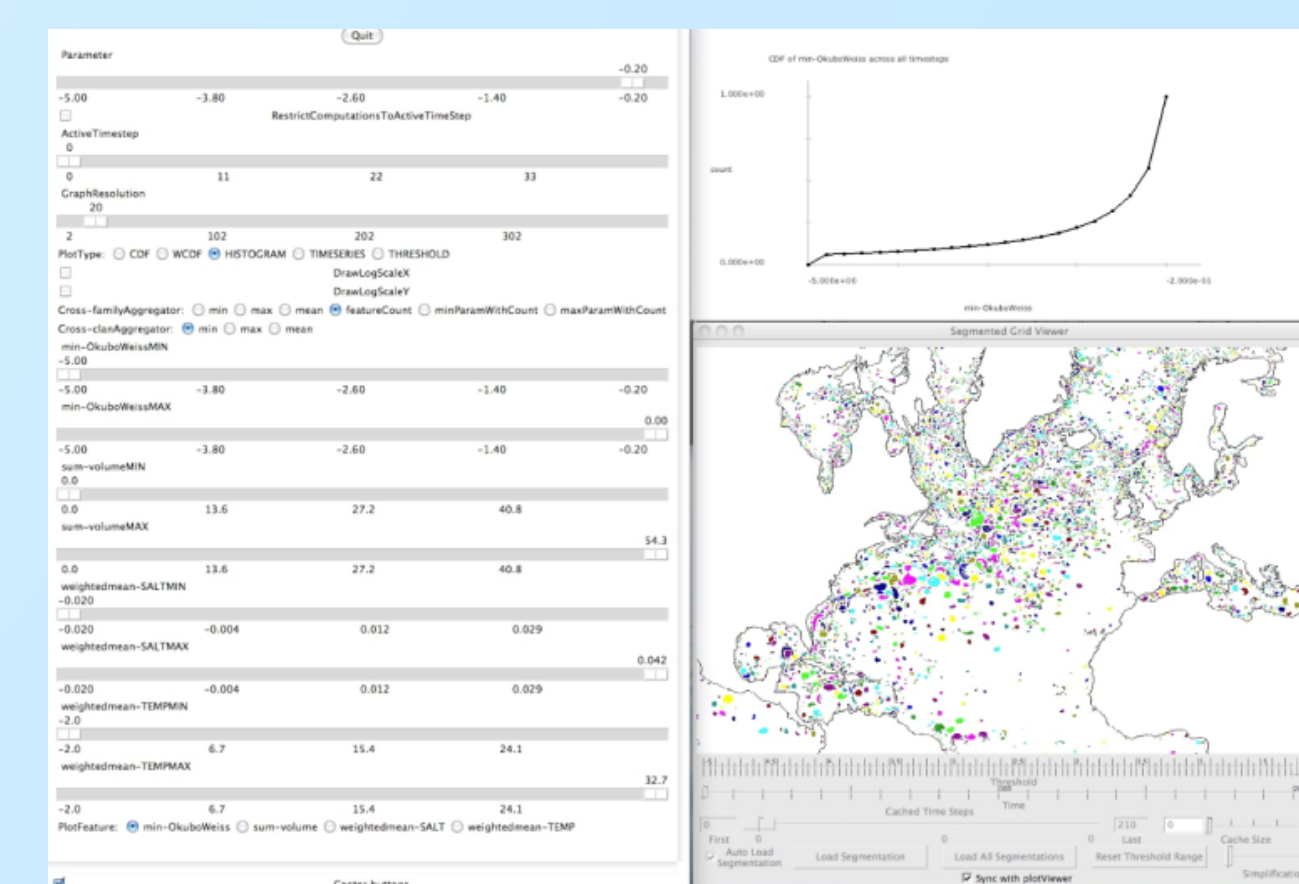 Quit
Parameter
-0.20
-5.00 -3.80 -2.60 -1.40 -0.20
RestrictComputationsToActiveTimeStep
ActiveTimestep
0
0 11 22 33
GraphResolution
20
2 102 202 302
PlotType: CDF WCDF HISTOGRAM TIMESERIES THRESHOLD
DrawLogScaleX
DrawLogScaleY
Cross-familyAggregator: min max mean featureCount minParamWithCount maxParamWithCount
Cross-clanAggregator: min max mean
min-OkuboWeissMIN
-5.00
-5.00 -3.80 -2.60 -1.40 -0.20
min-OkuboWeissMAX
0.00
-5.00 -3.80 -2.60 -1.40 -0.20
sum-volumeMIN
0.0
0.0 13.6 27.2 40.8
sum-volumeMAX
54.3
0.0 13.6 27.2 40.8
weightedmean-SALTMIN
-0.020
-0.020 -0.004 0.012 0.029
weightedmean-SALTMAX
0.042
-0.020 -0.004 0.012 0.029
weightedmean-TEMPMIN
-2.0
-2.0 6.7 15.4 24.1
weightedmean-TEMPMAX
32.7
-2.0 6.7 15.4 24.1
PlotFeature: min-OkuboWeiss sum-volume weightedmean-SALT weightedmean-TEMP
CDF of min-OkuboWeiss across all timesteps
1.000e+00
count
0.000e+00
-5.000e+00 -2.000e-01
min-OkuboWeiss
Segmented Grid Viewer
Threshold
Time
Cached Time Steps
0 210 0
First 0 0 0 Last Cache Size
Auto Load Segmentation Load Segmentation Load All Segmentations Reset Threshold Range
Sync with plotViewer